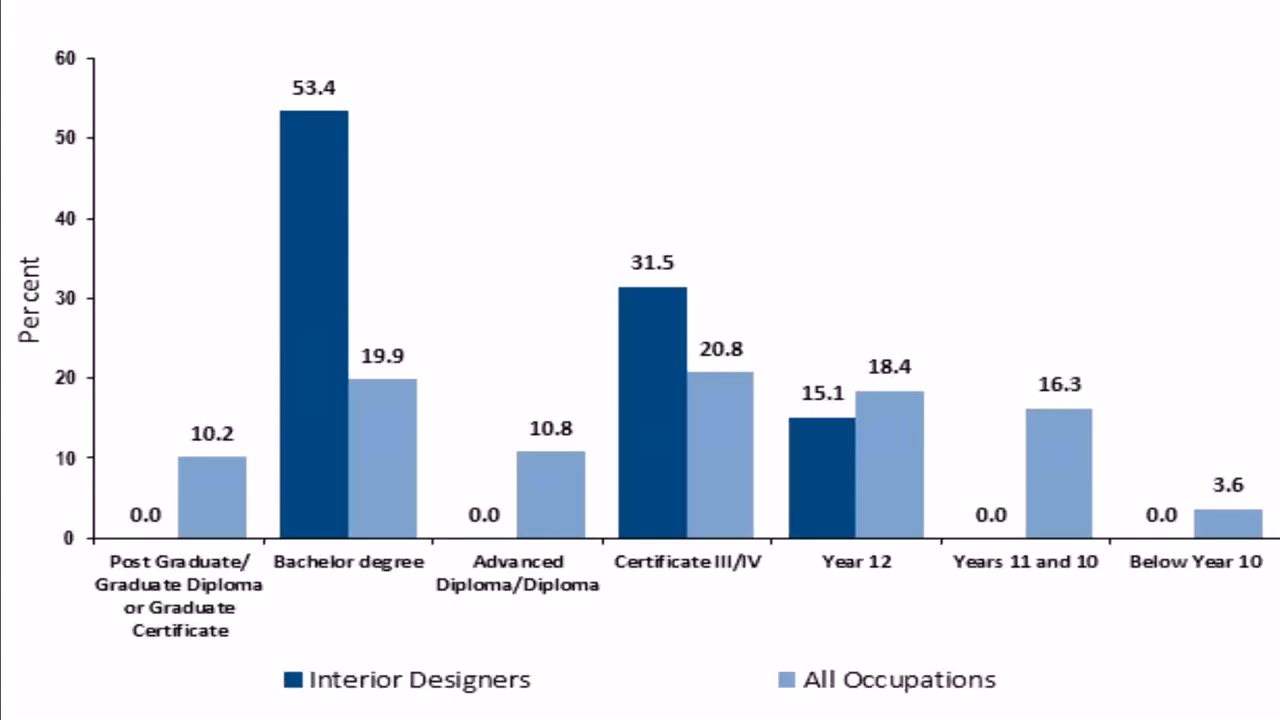 60
53.4
50
40
Per cent
31.5
30
19.9
20.8
20
18.4
15.1
16.3
10.2
10.8
10
3.6
0.0
0.0
0.0
0.0
0
Post Graduate/
Graduate Diploma
or Graduate
Certificate
Bachelor degree
Advanced
Diploma/Diploma
Certificate III/IV
Year 12
Years 11 and 10
Below Year 10
Interior Designers
All Occupations